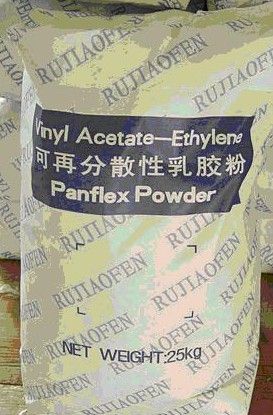 RUJIAOFEN
RUJIAOFEN
RUJIAOFEN
Vinyl Acetate—Ethylene
可再分散性乳胶粉
Panflex Powder
RUJIAOFEN
RUJIAOFEN
RUJIAOFEN
NET WEIGHT:25kg